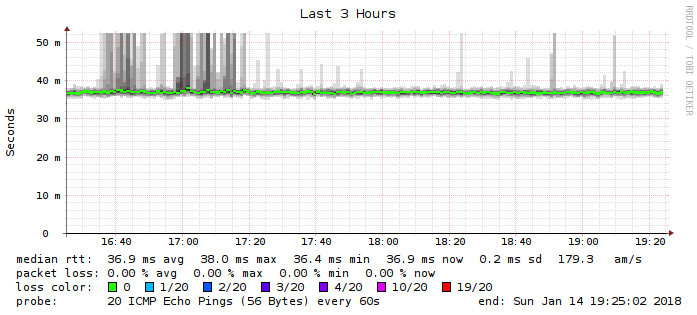 Last 3 Hours
RRDTOOL / TOBI OETIKER
Seconds
50 m
40 m
30 m
20 m
10 m
0
16:40 17:00 17:20 17:40 18:00 18:20 18:40 19:00 19:20
median rtt: 36.9 ms avg 38.0 ms max 36.4 ms min 36.9 ms now 0.2 ms sd 179.3 am/s
packet loss: 0.00 % avg 0.00 % max 0.00 % min 0.00 % now
loss color: 0 1/20 2/20 3/20 4/20 10/20 19/20
probe: 20 ICMP Echo Pings (56 Bytes) every 60s end: Sun Jan 14 19:25:02 2018